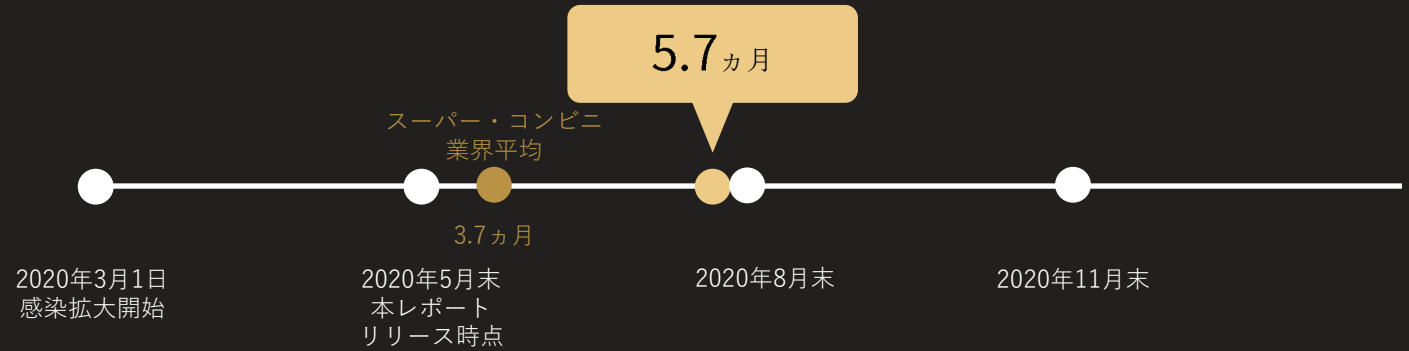 5.7ヵ月
スーパー・コンビニ
業界平均
3.7ヵ月
2020年3月1日
感染拡大開始
2020年5月末
本レポート
リリース時点
2020年8月末
2020年11月末